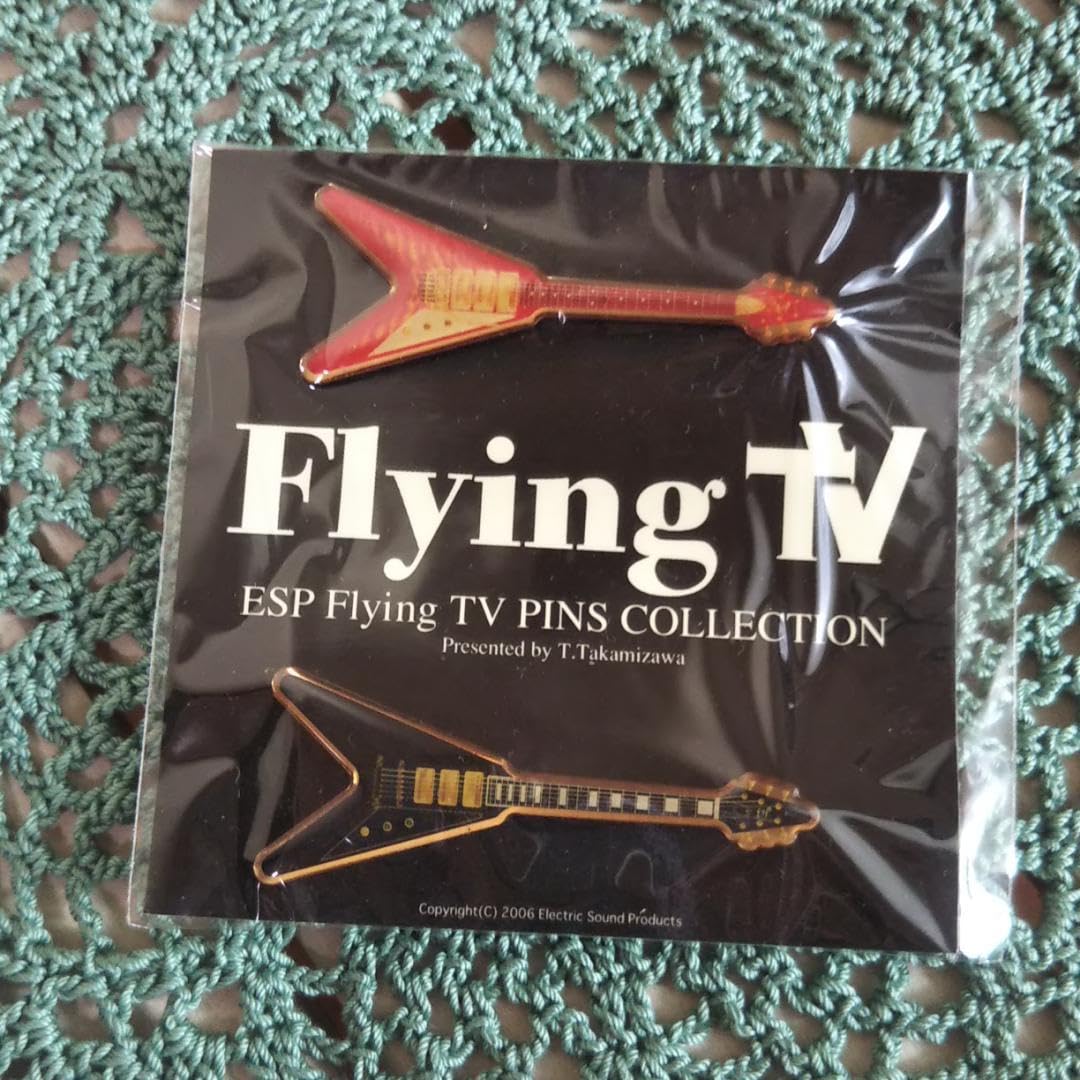 Flying TV
ESP Flying TV PINS COLLECTION
Presented by T.Takamizawa
Copyright(C) 2006 Electric Sound Products